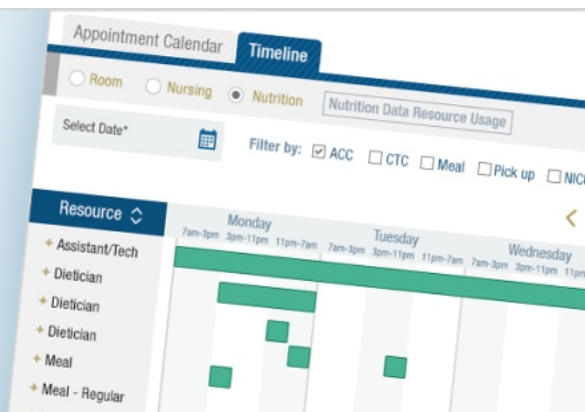 Appointment Calendar Timeline
Room Nursing Nutrition Nutrition Data Resource Usage
Select Date*
Filter by: ACC CTC Meal Pick up
Resource Monday Tuesday Wednesday
7am-3pm 3pm-11pm 11pm-7am 7am-3pm 3pm-11pm 11pm-7am 7am-3pm 3pm-11pm
+ Assistant/Tech
+ Dietician
+ Dietician
+ Dietician
+ Meal
+ Meal - Regular